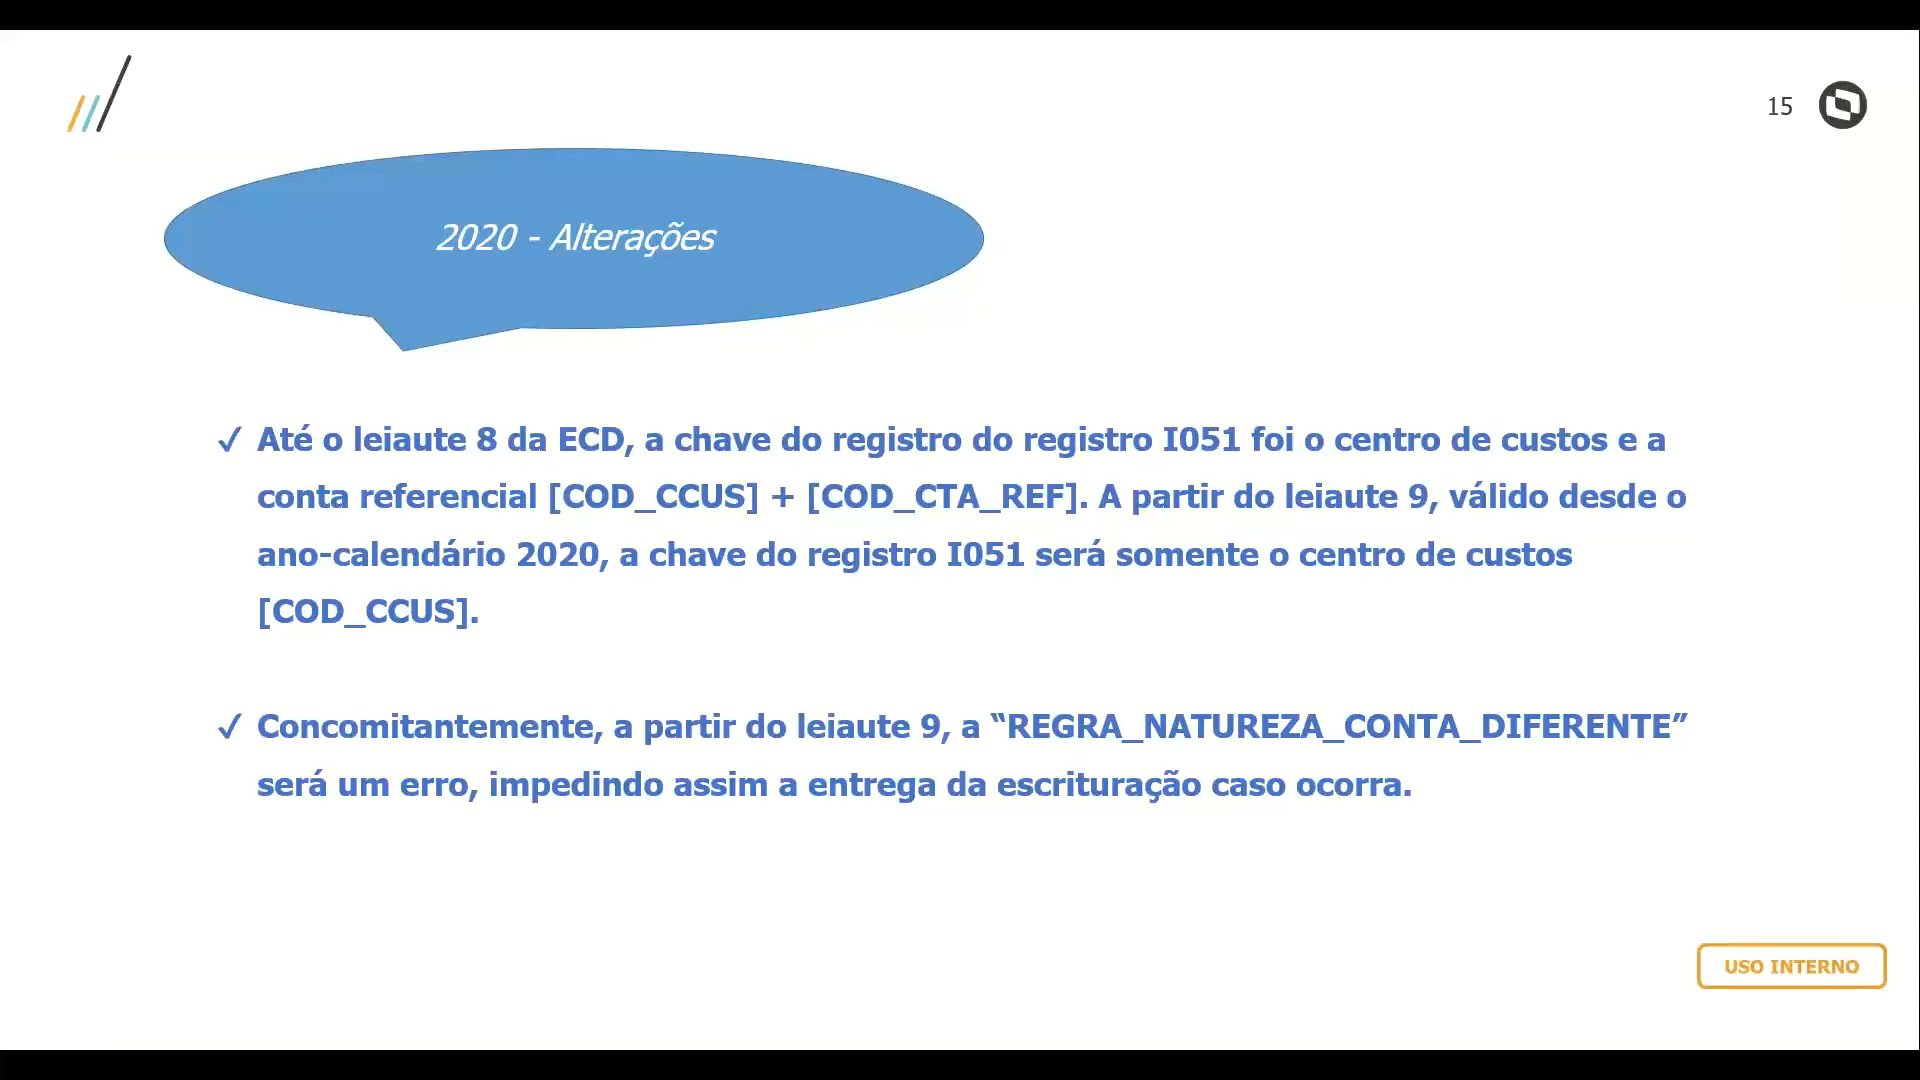 15
2020 - Alterações
✓ Até o leiaute 8 da ECD, a chave do registro do registro I051 foi o centro de custos e a
conta referencial [COD_CCUS] + [COD_CTA_REF]. A partir do leiaute 9, válido desde o
ano-calendário 2020, a chave do registro I051 será somente o centro de custos
[COD_CCUS].
✓ Concomitantemente, a partir do leiaute 9, a “REGRA_NATUREZA_CONTA_DIFERENTE”
será um erro, impedindo assim a entrega da escrituração caso ocorra.
USO INTERNO